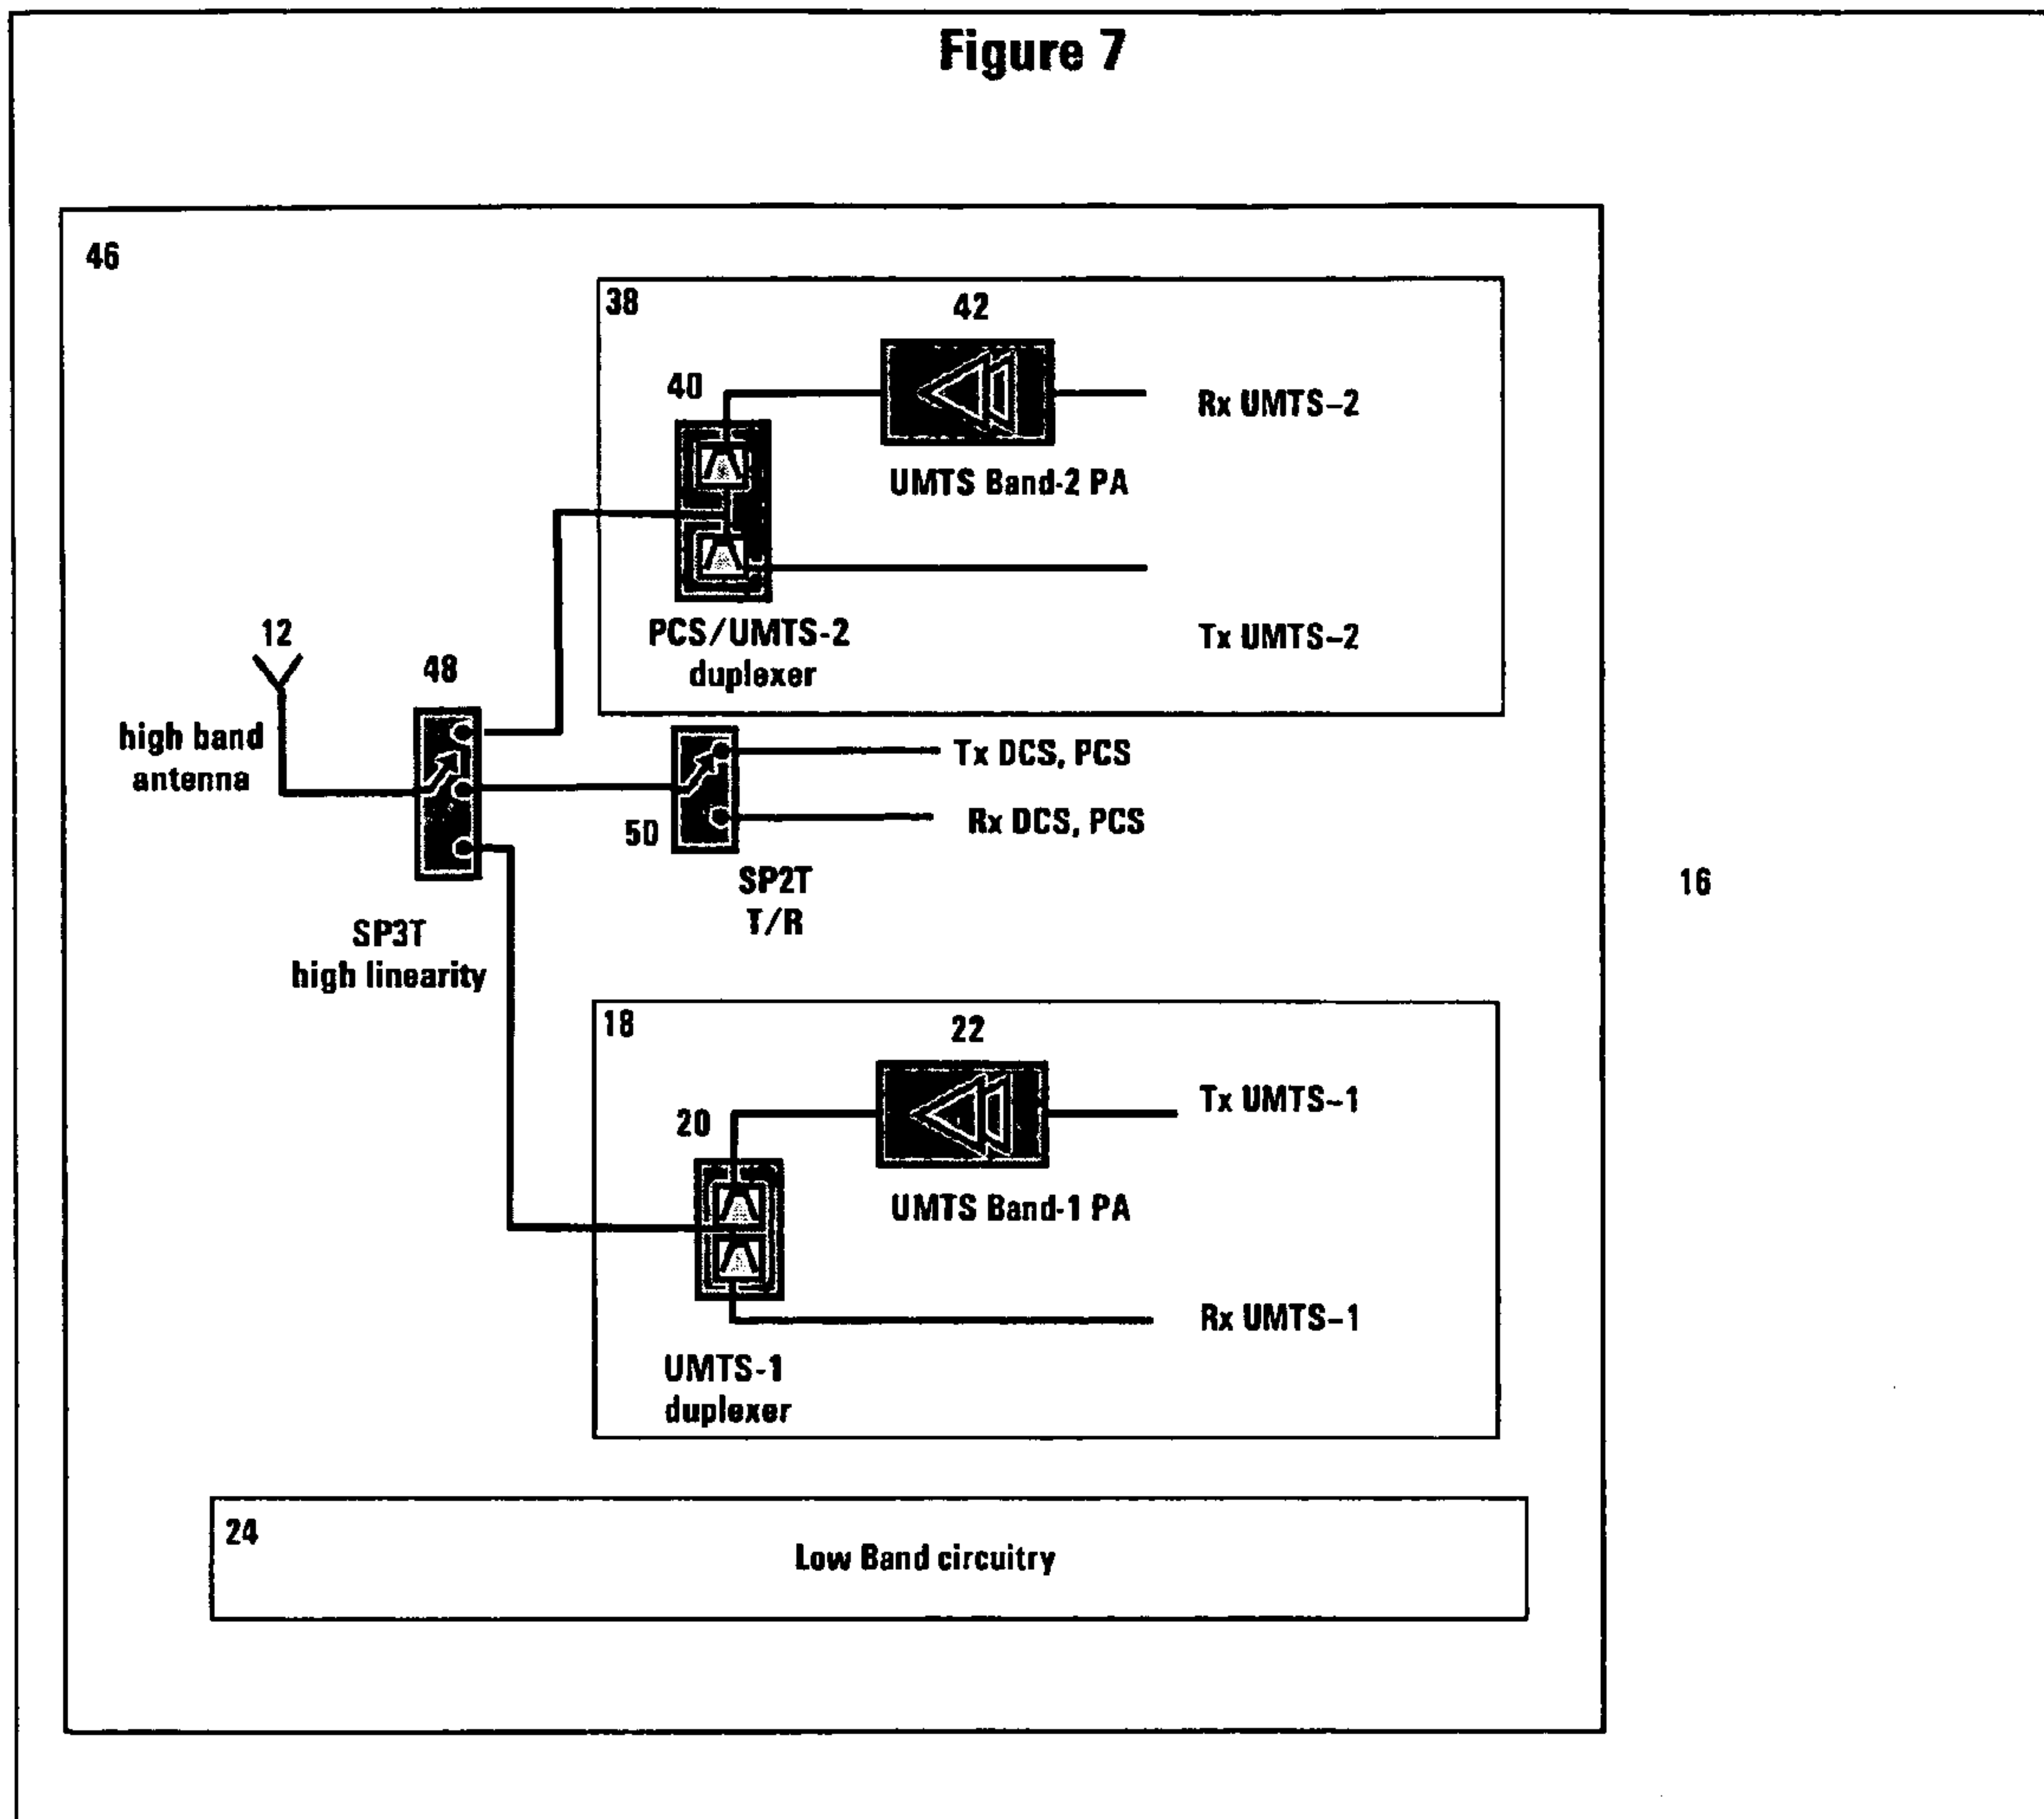 Figure 7
46
38
42
40
Rx UMTS-2
UMTS Band-2 PA
PCS/UMTS-2
duplexer
Tx UMTS-2
12
48
high band
antenna
Tx DCS, PCS
Rx DCS, PCS
50
SP2T
T/R
16
SP3T
high linearity
18
22
20
Tx UMTS-1
UMTS Band-1 PA
Rx UMTS-1
UMTS-1
duplexer
24
Low Band circuitry